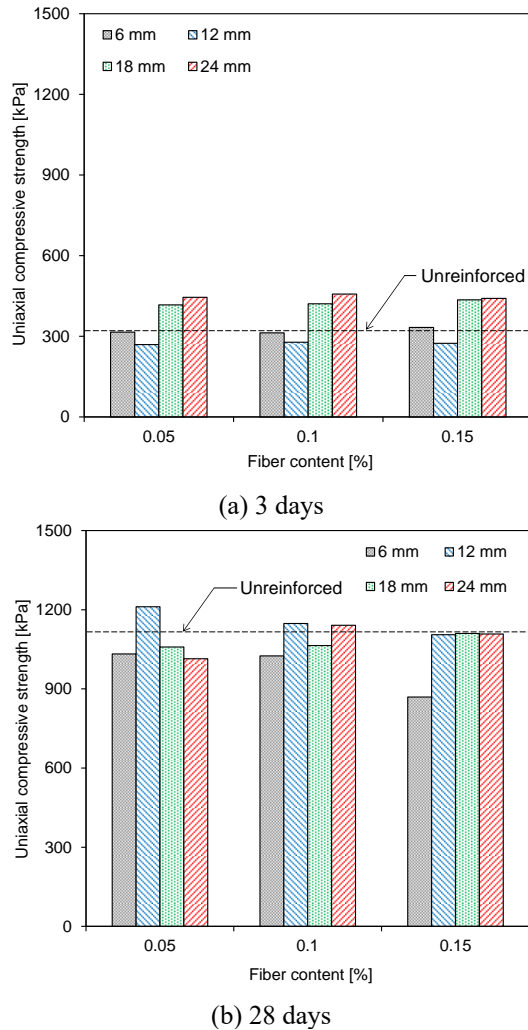 Uniaxial compressive strength [kPa]
1500
1200
900
600
300
0
6 mm 12 mm
18 mm 24 mm
Unreinforced
0.05 0.1 0.15
Fiber content [%]
(a) 3 days
Uniaxial compressive strength [kPa]
1500
1200
900
600
300
0
6 mm 12 mm
18 mm 24 mm
Unreinforced
0.05 0.1 0.15
Fiber content [%]
(b) 28 days